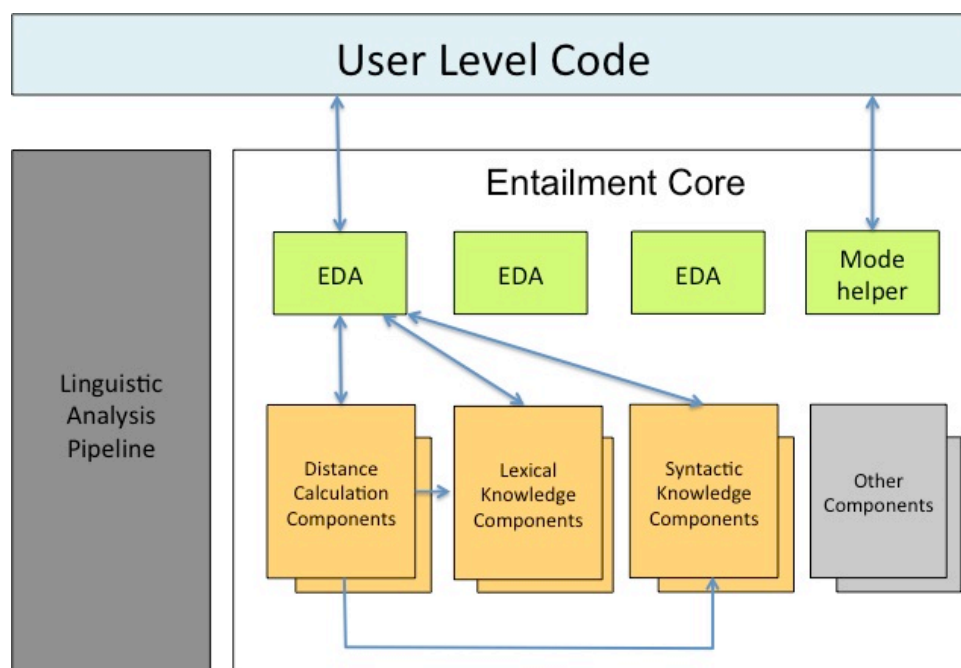 User Level Code
Entailment Core
EDA
EDA
EDA
Mode
helper
Linguistic
Analysis
Pipeline
Distance
Calculation
Components
Lexical
Knowledge
Components
Syntactic
Knowledge
Components
Other
Components